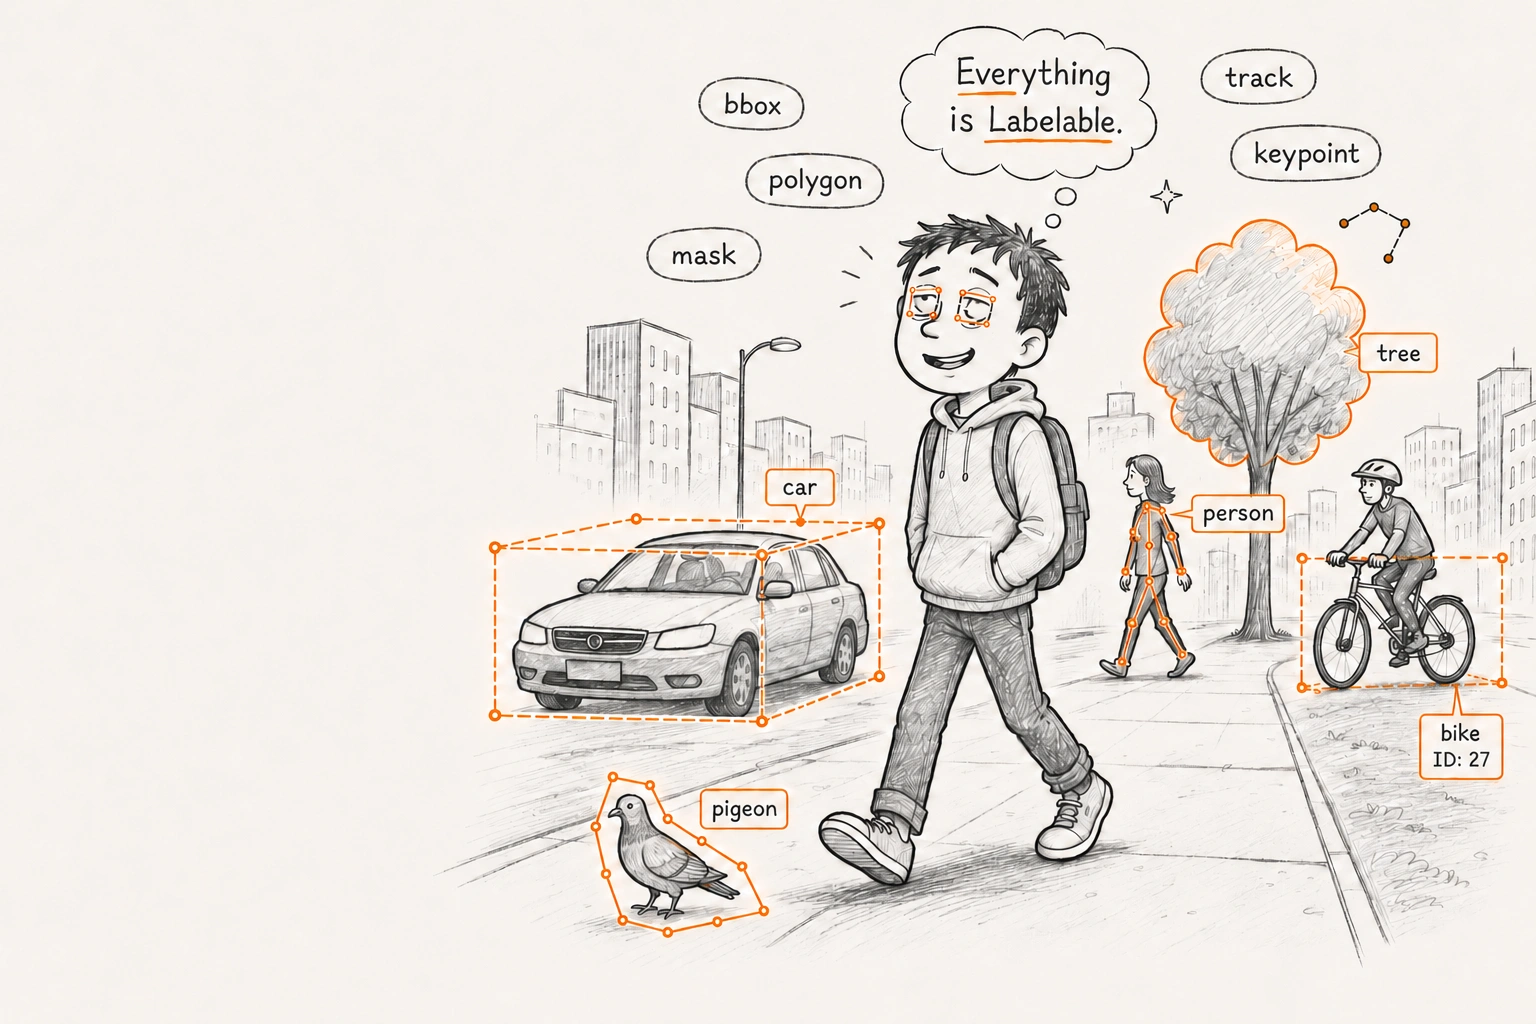 Everything
is Labelable.
bbox
polygon
mask
track
keypoint
tree
car
person
bike
ID: 27
pigeon